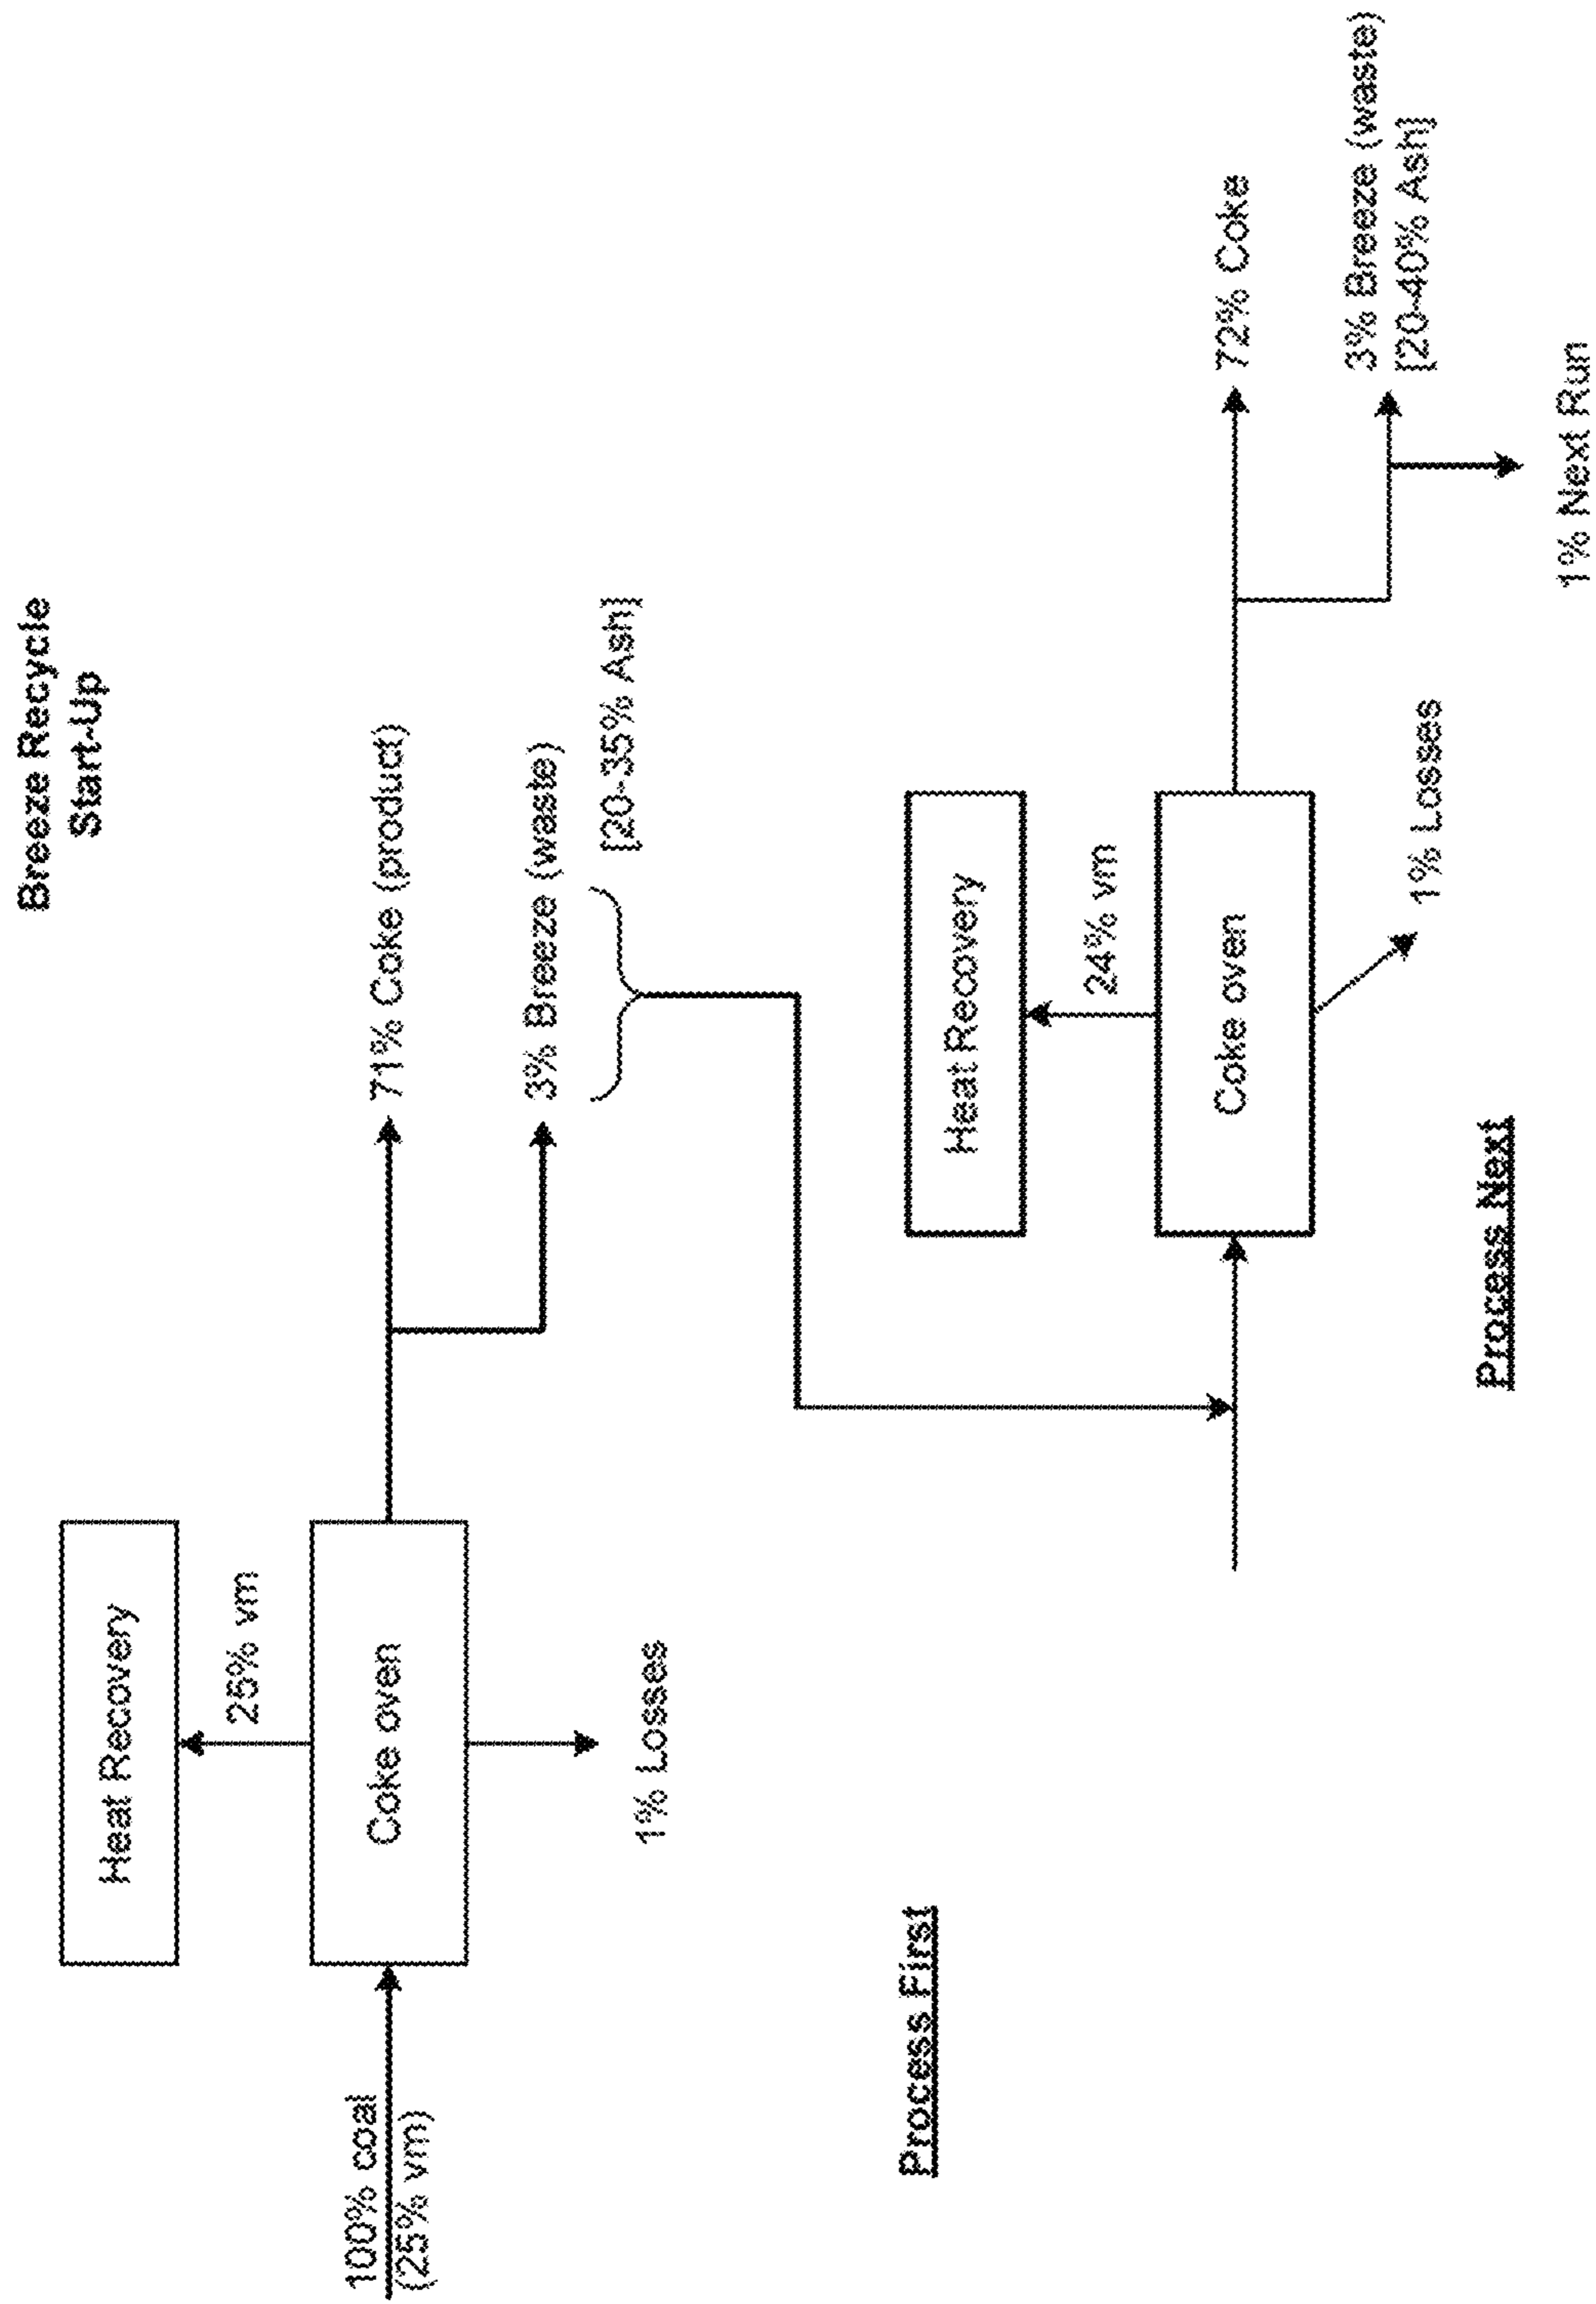 Breeze Recycle
Start-Up
Heat Recovery
25% vm
100% coal
(25% vm)
Coke oven
71% Coke (product)
3% Breeze (waste)
[20-35% Ash]
1% Losses
Process First
Heat Recovery
24% vm
Coke oven
72% Coke
3% Breeze (waste)
[20-40% Ash]
1% Losses
1% Next Run
Process Next